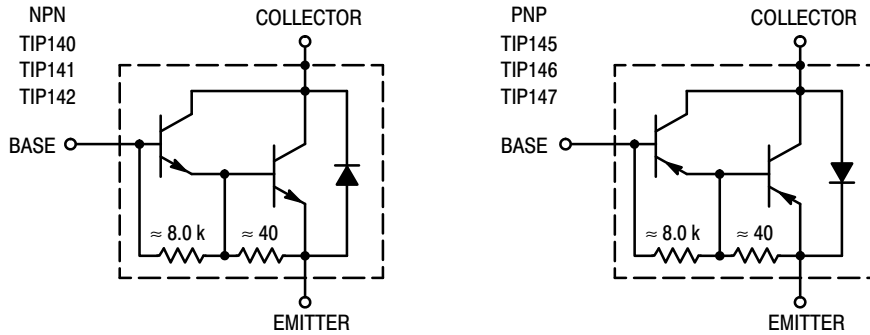 NPN
TIP140
TIP141
TIP142
COLLECTOR
BASE
≈ 8.0 k
≈ 40
EMITTER
PNP
TIP145
TIP146
TIP147
COLLECTOR
BASE
≈ 8.0 k
≈ 40
EMITTER